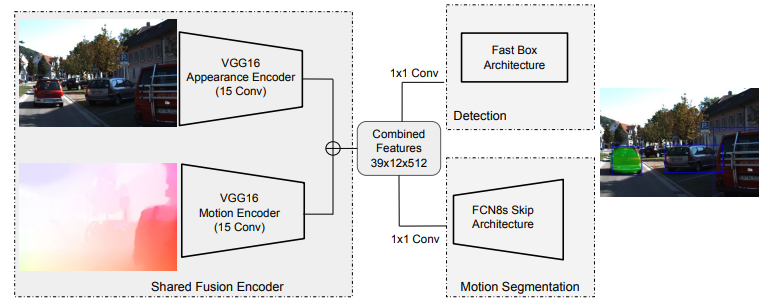 VGG16
Appearance Encoder
(15 Conv)
VGG16
Motion Encoder
(15 Conv)
Shared Fusion Encoder
Combined
Features
39x12x512
1x1 Conv
Fast Box
Architecture
Detection
1x1 Conv
FCN8s Skip
Architecture
Motion Segmentation